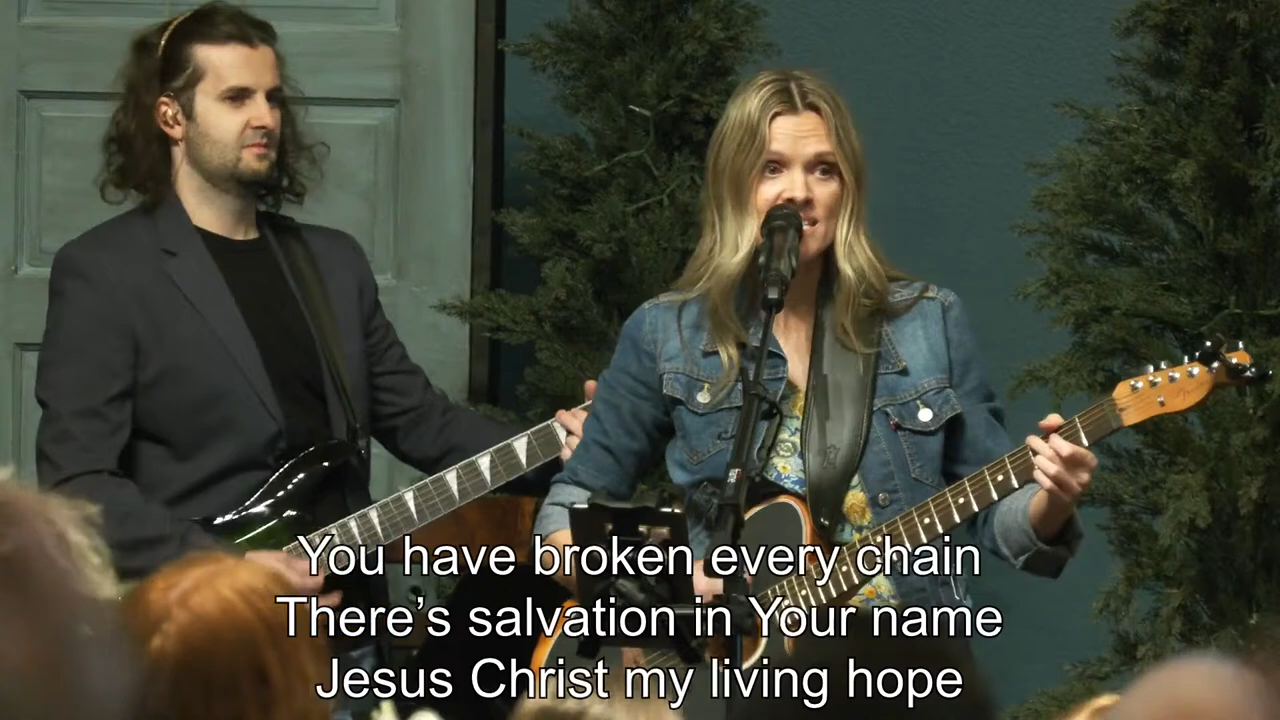 You have broken every chain
There’s salvation in Your name
Jesus Christ my living hope